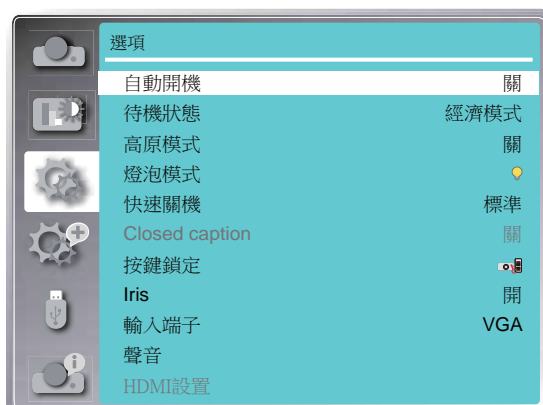 選項
自動開機 關
待機狀態 經濟模式
高原模式 關
燈泡模式
快速關機 標準
Closed caption 關
按鍵鎖定
Iris 開
輸入端子 VGA
聲音
HDMI設置